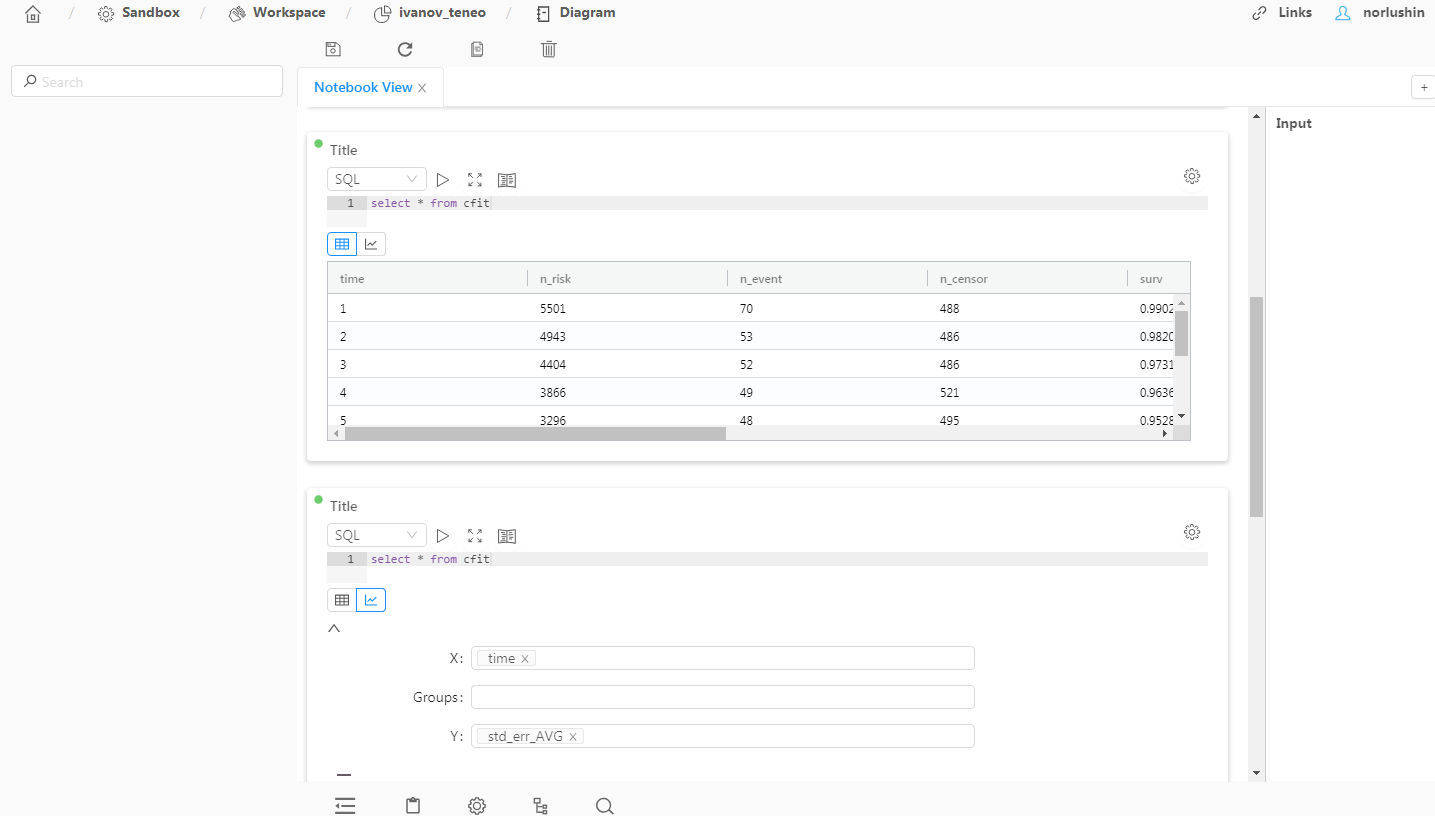 / Sandbox / Workspace / ivanov_teneo / Diagram Links norlushin
Search
Notebook View x
+
Input
Title
SQL
1 select * from cfit
time n_risk n_event n_censor surv
1 5501 70 488 0.9902
2 4943 53 486 0.9820
3 4404 52 486 0.9731
4 3866 49 521 0.9636
5 3296 48 495 0.9528
Title
SQL
1 select * from cfit
X: time x
Groups:
Y: std_err_AVG x